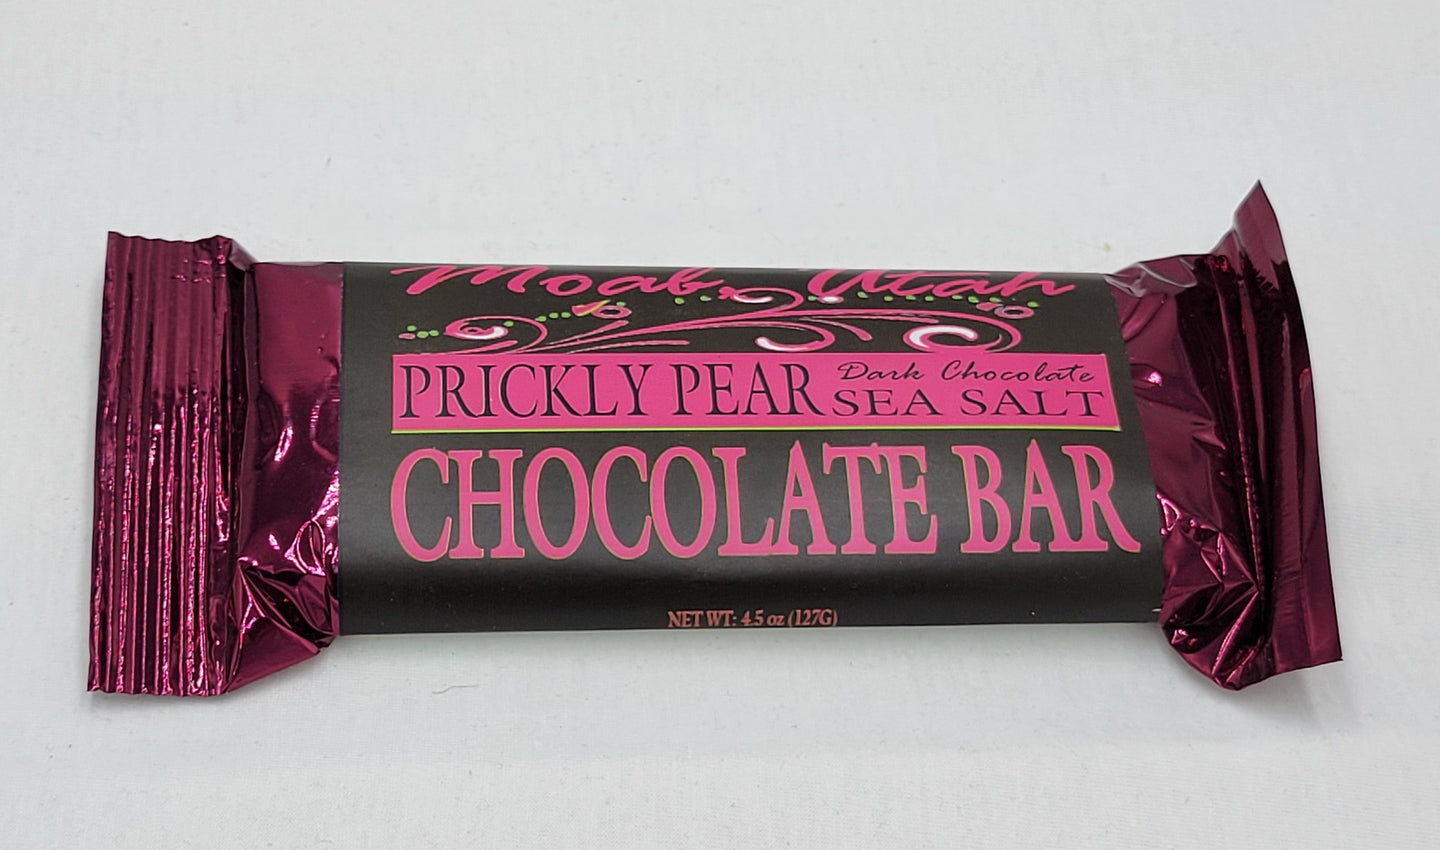 Moab, Utah
PRICKLY PEAR Dark Chocolate
SEA SALT
CHOCOLATE BAR
NET WT: 4.5 oz (127G)